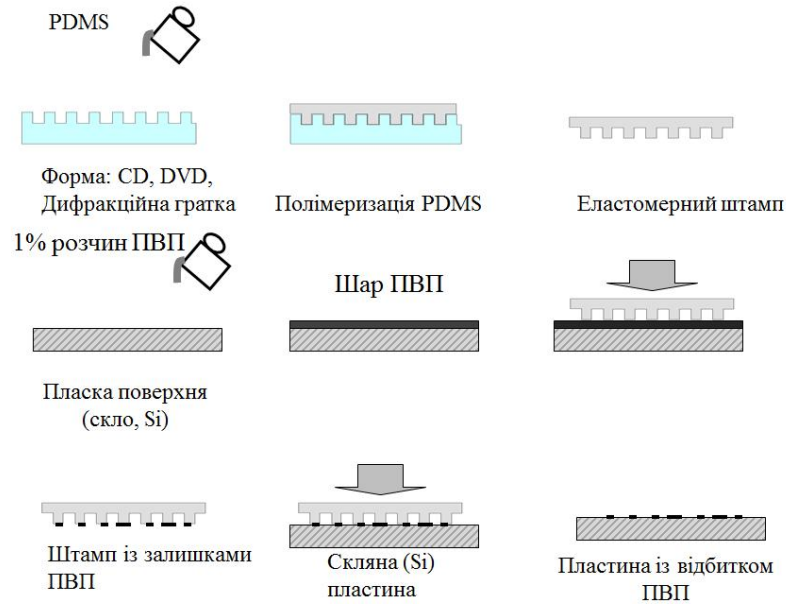 PDMS
Форма: CD, DVD,
Дифракційна гратка
Полімеризація PDMS
Еластомерний штамп
1% розчин ПВП
Шар ПВП
Пласка поверхня
(скло, Si)
Штамп із залишками
ПВП
Скляна (Si)
пластина
Пластина із відбитком
ПВП